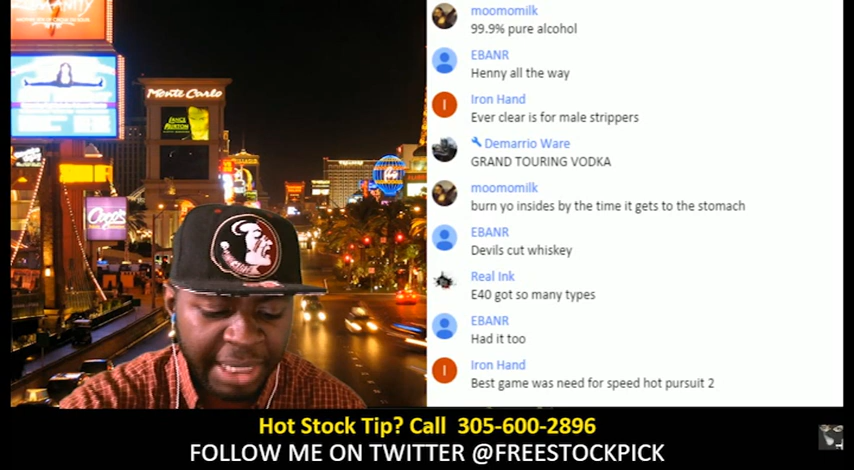 Monte Carlo
LANCE
BURTON
moomomilk
99.9% pure alcohol
EBANR
Henny all the way
I
Iron Hand
Ever clear is for male strippers
Demarrio Ware
GRAND TOURING VODKA
moomomilk
burn yo insides by the time it gets to the stomach
EBANR
Devils cut whiskey
Real Ink
E40 got so many types
EBANR
Had it too
I
Iron Hand
Best game was need for speed hot pursuit 2
Hot Stock Tip? Call 305-600-2896
FOLLOW ME ON TWITTER @FREESTOCKPICK